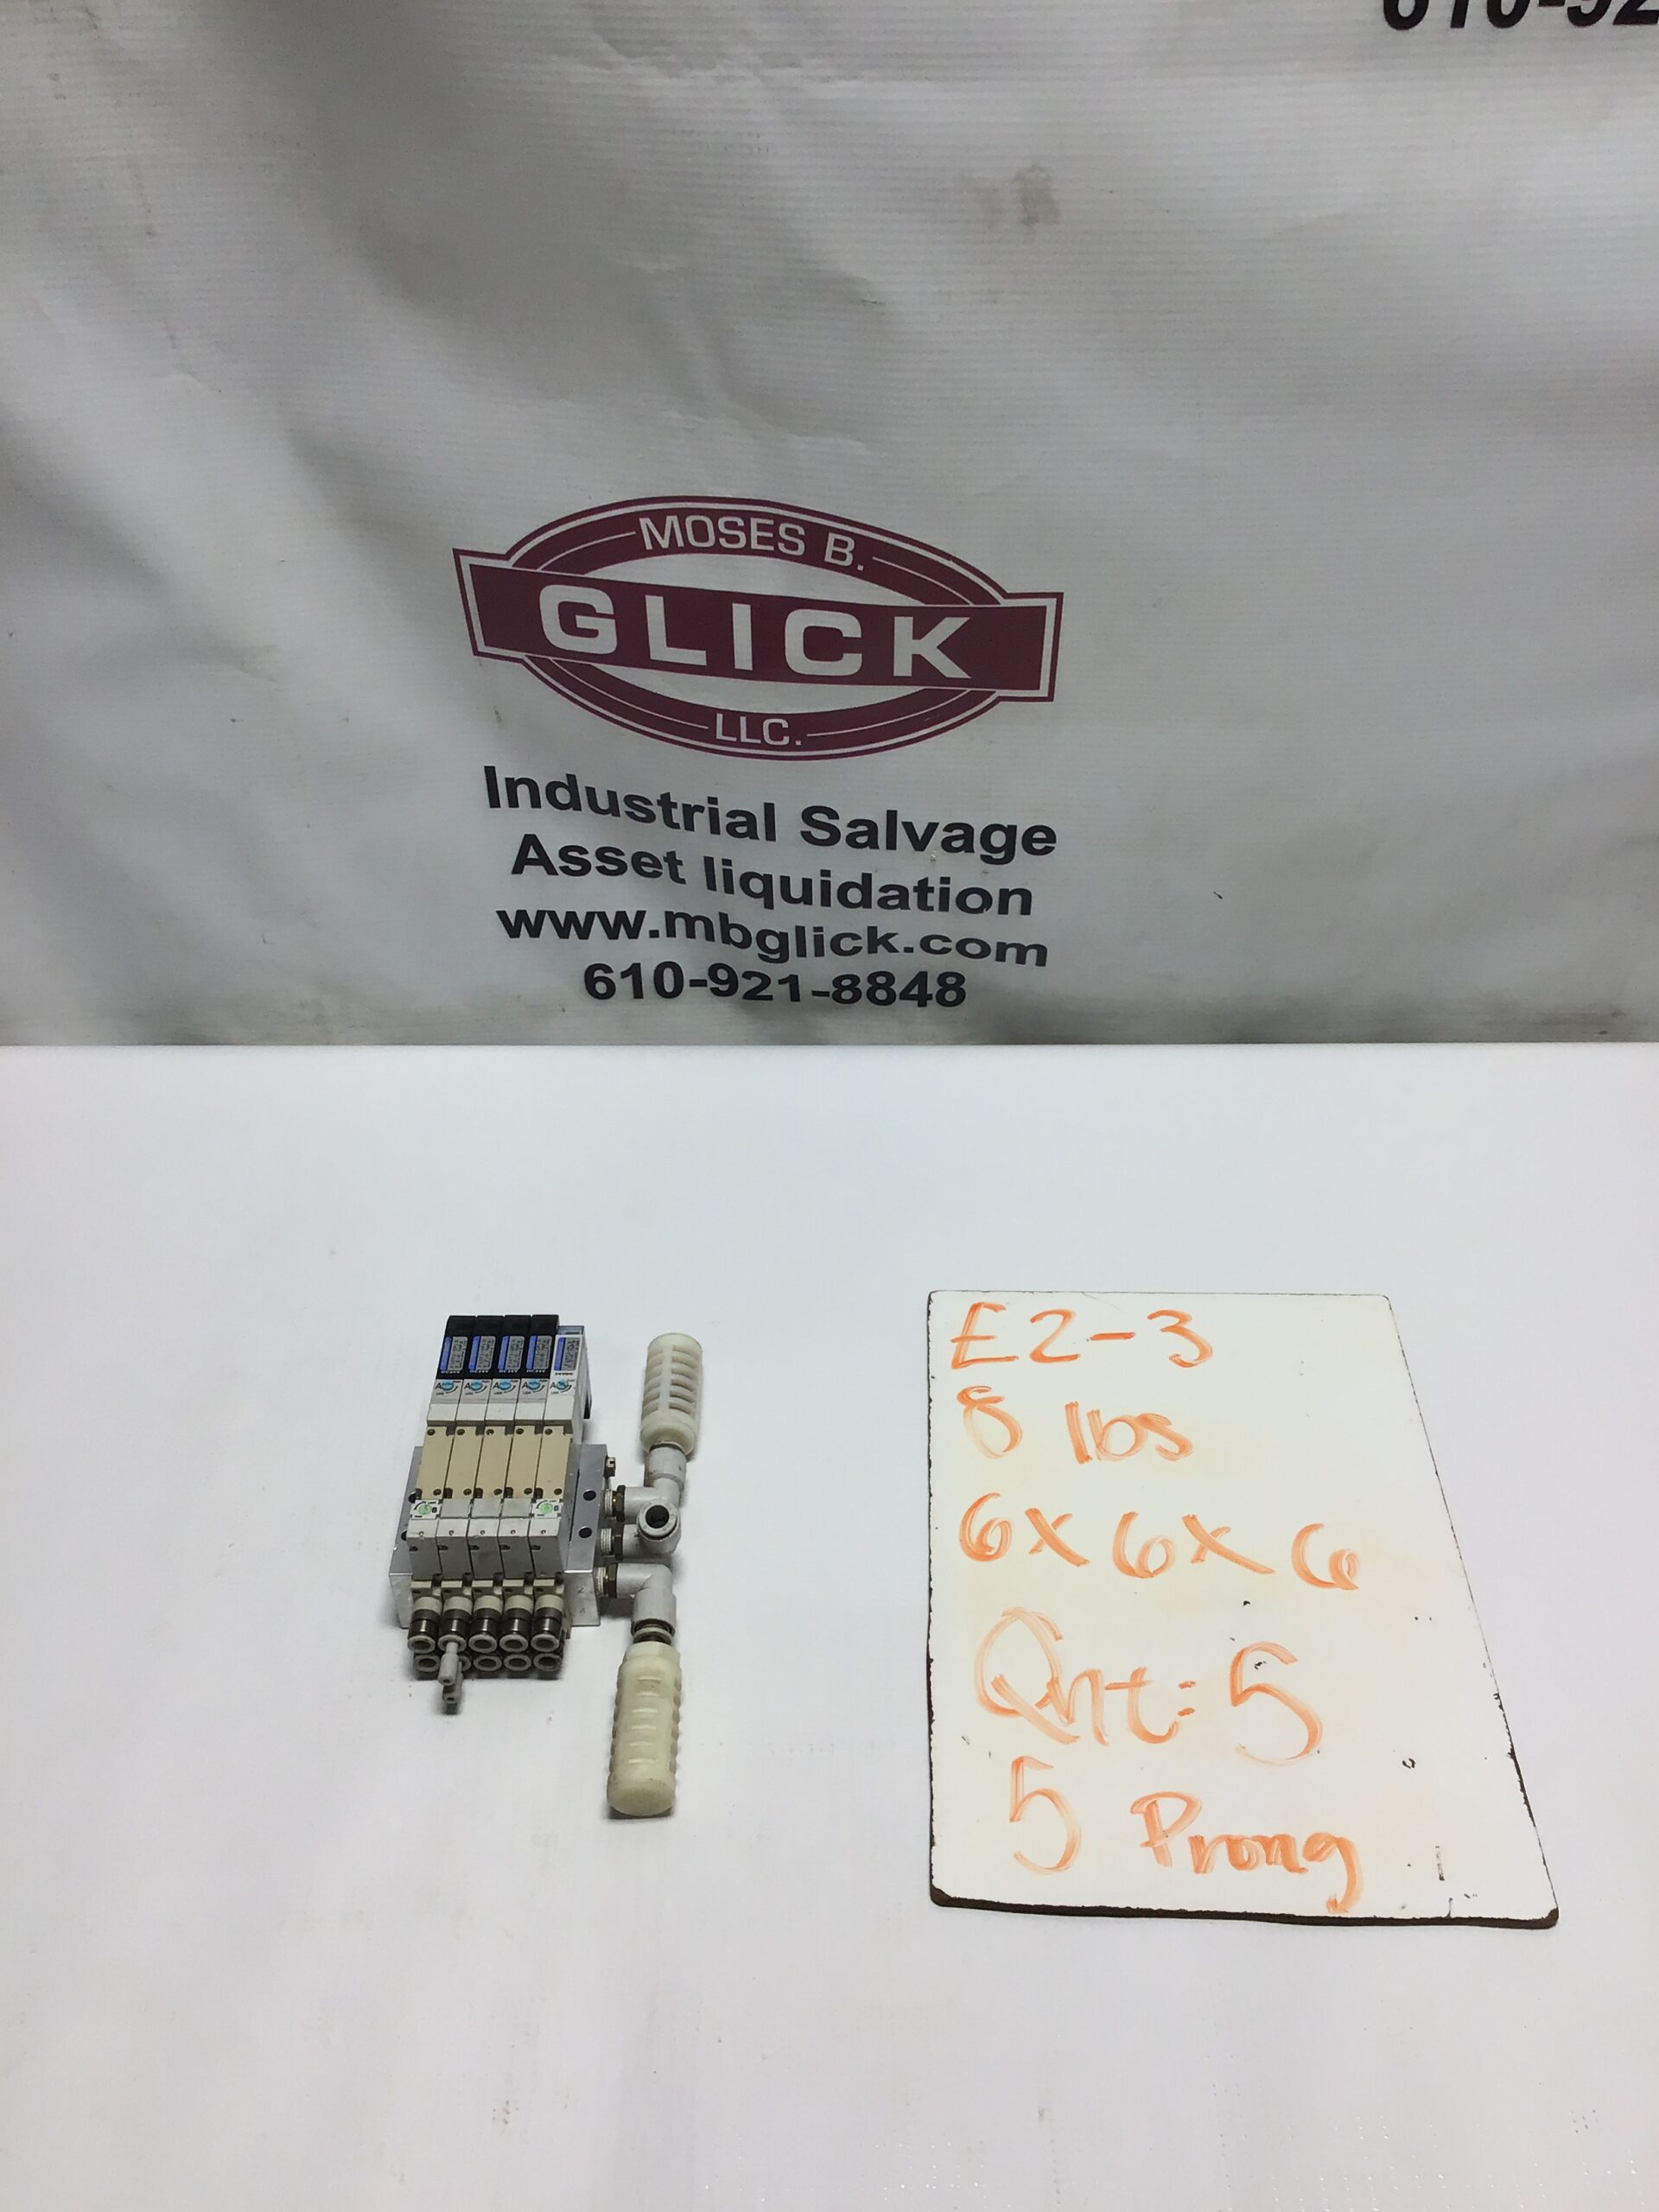 610-92
MOSES B.
GLICK
LLC.
Industrial Salvage
Asset liquidation
www.mbglick.com
610-921-8848
E2-3
8 lbs
6x6x6
Qnt: 5
5 Prong
A A A A A